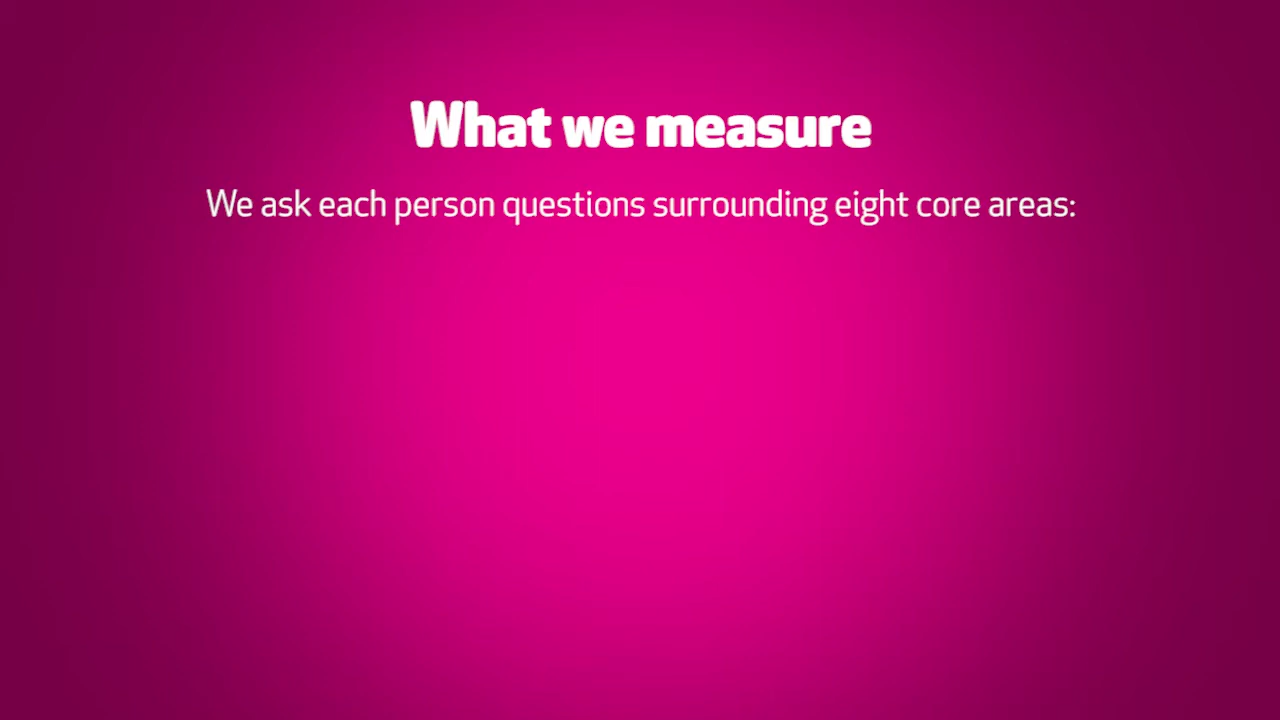 What we measure
We ask each person questions surrounding eight core areas: